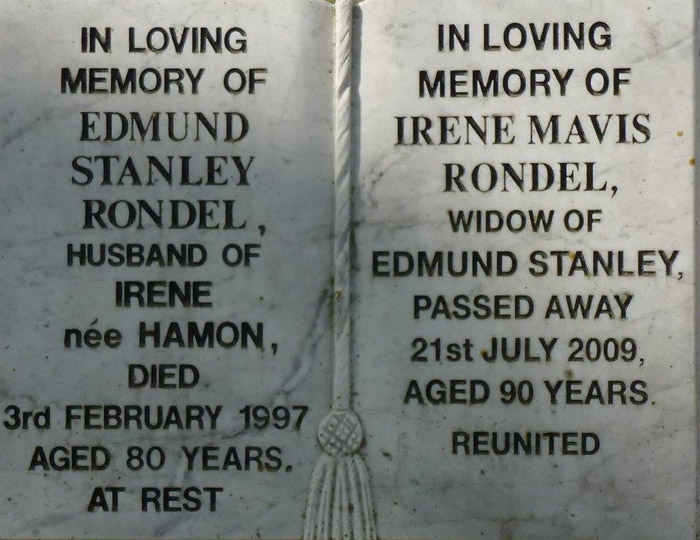 IN LOVING
MEMORY OF
EDMUND
STANLEY
RONDEL,
HUSBAND OF
IRENE
née HAMON,
DIED
3rd FEBRUARY 1997
AGED 80 YEARS.
AT REST
IN LOVING
MEMORY OF
IRENE MAVIS
RONDEL,
WIDOW OF
EDMUND STANLEY,
PASSED AWAY
21st JULY 2009,
AGED 90 YEARS.
REUNITED